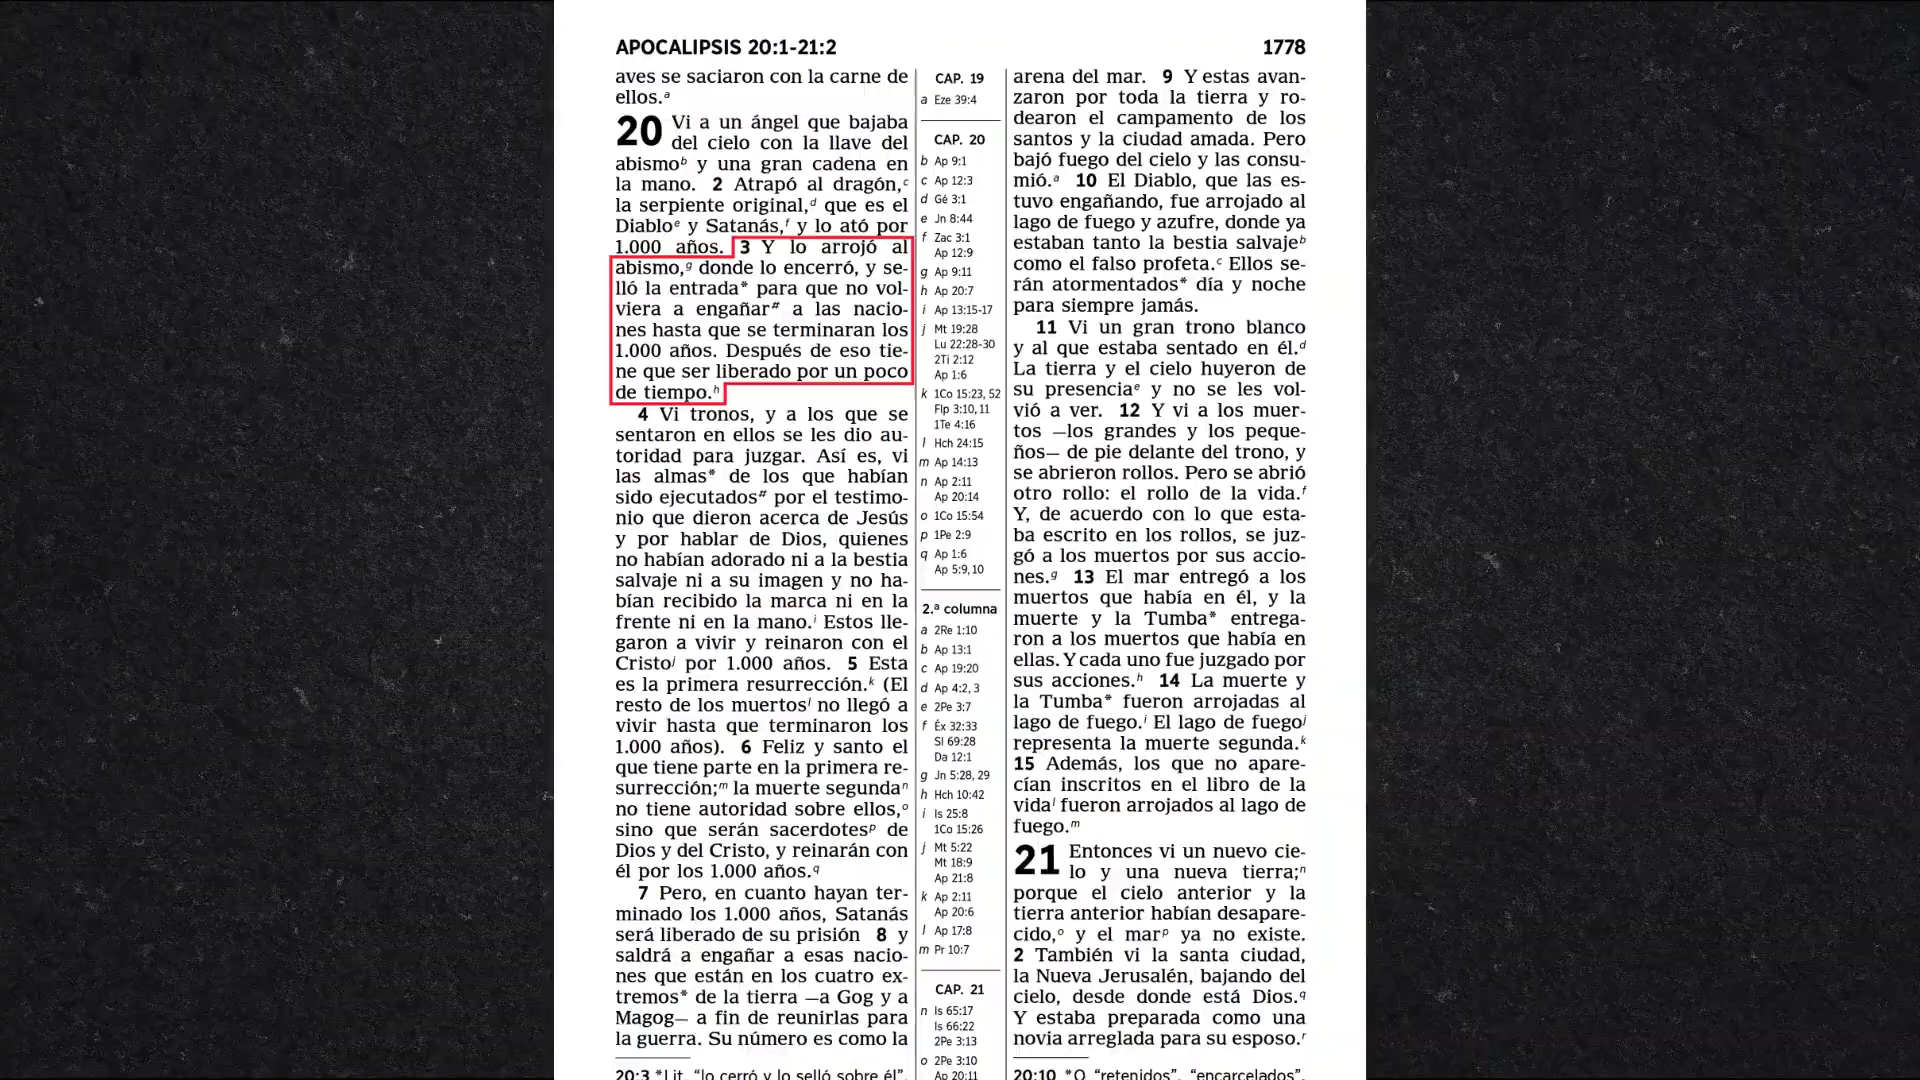 APOCALIPSIS 20:1-21:2
1778
aves se saciaron con la carne de
ellos.ᵃ
20 Vi a un ángel que bajaba
del cielo con la llave del
abismoᵇ y una gran cadena en
la mano. 2 Atrapó al dragón,ᶜ
la serpiente original,ᵈ que es el
Diabloᵉ y Satanás,ᶠ y lo ató por
1.000 años. 3 Y lo arrojó al
abismo,ᵍ donde lo encerró, y se-
lló la entrada* para que no vol-
viera a engañar# a las nacio-
nes hasta que se terminaran los
1.000 años. Después de eso tie-
ne que ser liberado por un poco
de tiempo.ʰ
4 Vi tronos, y a los que se
sentaron en ellos se les dio au-
toridad para juzgar. Así es, vi
las almas* de los que habían
sido ejecutados# por el testimo-
nio que dieron acerca de Jesús
y por hablar de Dios, quienes
no habían adorado ni a la bestia
salvaje ni a su imagen y no ha-
bían recibido la marca ni en la
frente ni en la mano.ⁱ Estos lle-
garon a vivir y reinaron con el
Cristoʲ por 1.000 años. 5 Esta
es la primera resurrección.ᵏ (El
resto de los muertosˡ no llegó a
vivir hasta que terminaron los
1.000 años). 6 Feliz y santo el
que tiene parte en la primera re-
surrección;ᵐ la muerte segundaⁿ
no tiene autoridad sobre ellos,ᵒ
sino que serán sacerdotesᵖ de
Dios y del Cristo, y reinarán con
él por los 1.000 años.q
7 Pero, en cuanto hayan ter-
minado los 1.000 años, Satanás
será liberado de su prisión 8 y
saldrá a engañar a esas nacio-
nes que están en los cuatro ex-
tremos* de la tierra —a Gog y a
Magog— a fin de reunirlas para
la guerra. Su número es como la
20:3 *Lit. “lo cerró y lo selló sobre él”.
CAP. 19
a Eze 39:4
CAP. 20
b Ap 9:1
c Ap 12:3
d Gé 3:1
e Jn 8:44
f Zac 3:1
Ap 12:9
g Ap 9:11
h Ap 20:7
i Ap 13:15-17
j Mt 19:28
Lu 22:28-30
2Ti 2:12
Ap 1:6
k 1Co 15:23, 52
Flp 3:10, 11
1Te 4:16
l Hch 24:15
m Ap 14:13
n Ap 2:11
Ap 20:14
o 1Co 15:54
p 1Pe 2:9
q Ap 1:6
Ap 5:9, 10
2.ª columna
a 2Re 1:10
b Ap 13:1
c Ap 19:20
d Ap 4:2, 3
e 2Pe 3:7
f Éx 32:33
Sl 69:28
Da 12:1
g Jn 5:28, 29
h Hch 10:42
i Is 25:8
1Co 15:26
j Mt 5:22
Mt 18:9
Ap 21:8
k Ap 2:11
Ap 20:6
l Ap 17:8
m Pr 10:7
CAP. 21
n Is 65:17
Is 66:22
2Pe 3:13
o 2Pe 3:10
Ap 20:11
arena del mar. 9 Y estas avan-
zaron por toda la tierra y ro-
dearon el campamento de los
santos y la ciudad amada. Pero
bajó fuego del cielo y las consu-
mió.ᵃ 10 El Diablo, que las es-
tuvo engañando, fue arrojado al
lago de fuego y azufre, donde ya
estaban tanto la bestia salvajeᵇ
como el falso profeta.ᶜ Ellos se-
rán atormentados* día y noche
para siempre jamás.
11 Vi un gran trono blanco
y al que estaba sentado en él.ᵈ
La tierra y el cielo huyeron de
su presenciaᵉ y no se les vol-
vió a ver. 12 Y vi a los muer-
tos —los grandes y los peque-
ños— de pie delante del trono, y
se abrieron rollos. Pero se abrió
otro rollo: el rollo de la vida.ᶠ
Y, de acuerdo con lo que esta-
ba escrito en los rollos, se juz-
gó a los muertos por sus accio-
nes.ᵍ 13 El mar entregó a los
muertos que había en él, y la
muerte y la Tumba* entrega-
ron a los muertos que había en
ellas. Y cada uno fue juzgado por
sus acciones.ʰ 14 La muerte y
la Tumba* fueron arrojadas al
lago de fuego.ⁱ El lago de fuegoʲ
representa la muerte segunda.ᵏ
15 Además, los que no apare-
cían inscritos en el libro de la
vidaˡ fueron arrojados al lago de
fuego.ᵐ
21 Entonces vi un nuevo cie-
lo y una nueva tierra;ⁿ
porque el cielo anterior y la
tierra anterior habían desapare-
cido,ᵒ y el marᵖ ya no existe.
2 También vi la santa ciudad,
la Nueva Jerusalén, bajando del
cielo, desde donde está Dios.q
Y estaba preparada como una
novia arreglada para su esposo.ʳ
20:10 *O “retenidos”, “encarcelados”.